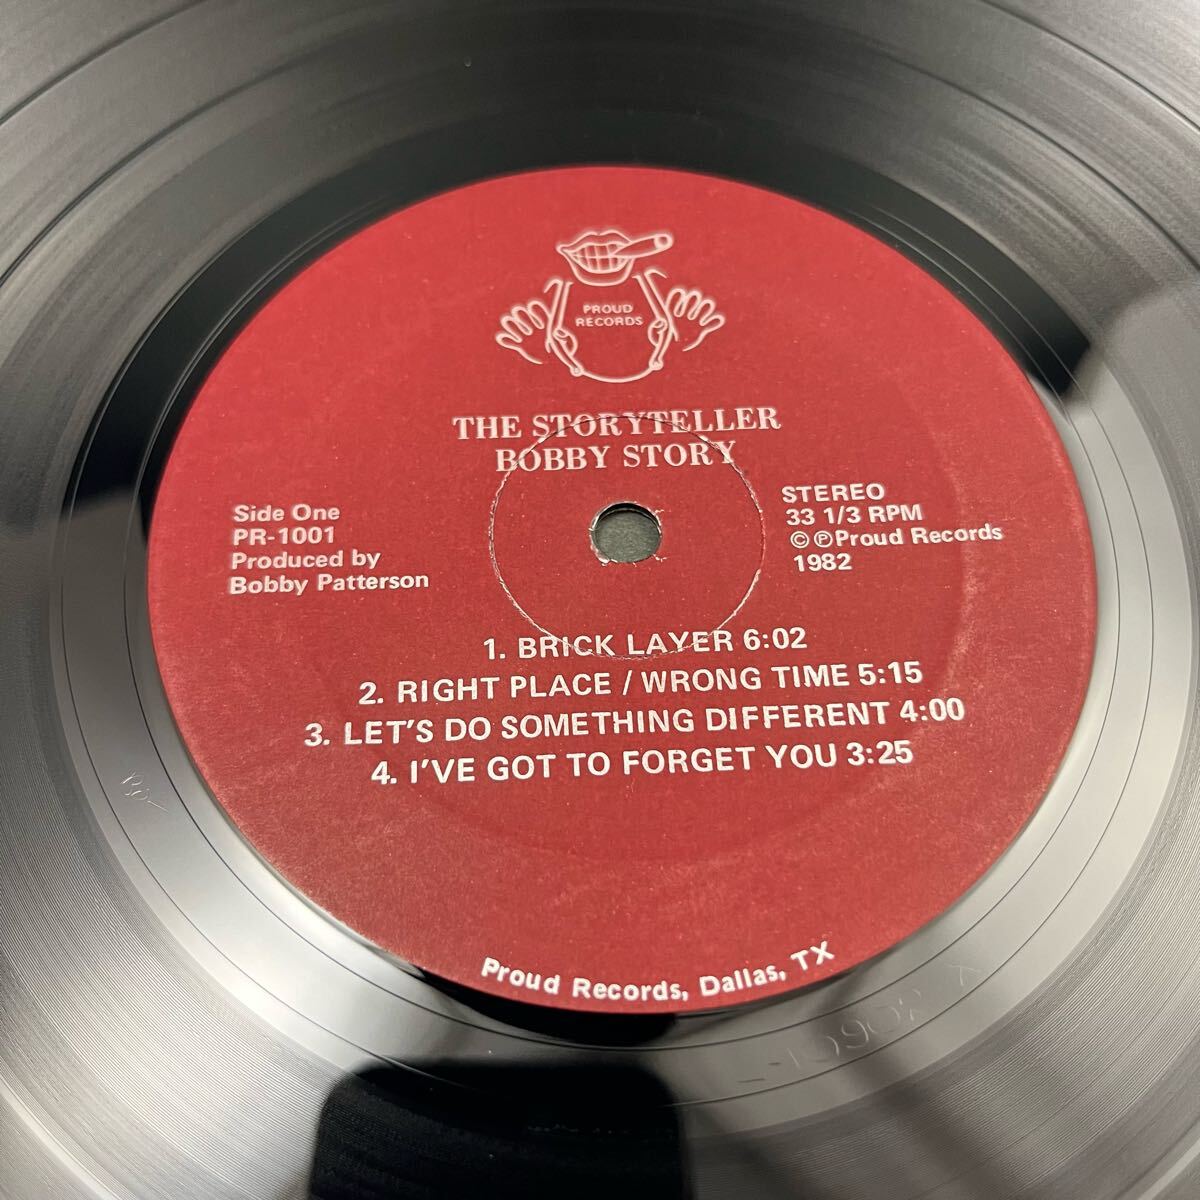 PROUD
RECORDS
THE STORYTELLER
BOBBY STORY
Side One
PR-1001
Produced by
Bobby Patterson
STEREO
33 1/3 RPM
©℗Proud Records
1982
1. BRICK LAYER 6:02
2. RIGHT PLACE / WRONG TIME 5:15
3. LET'S DO SOMETHING DIFFERENT 4:00
4. I'VE GOT TO FORGET YOU 3:25
Proud Records, Dallas, TX